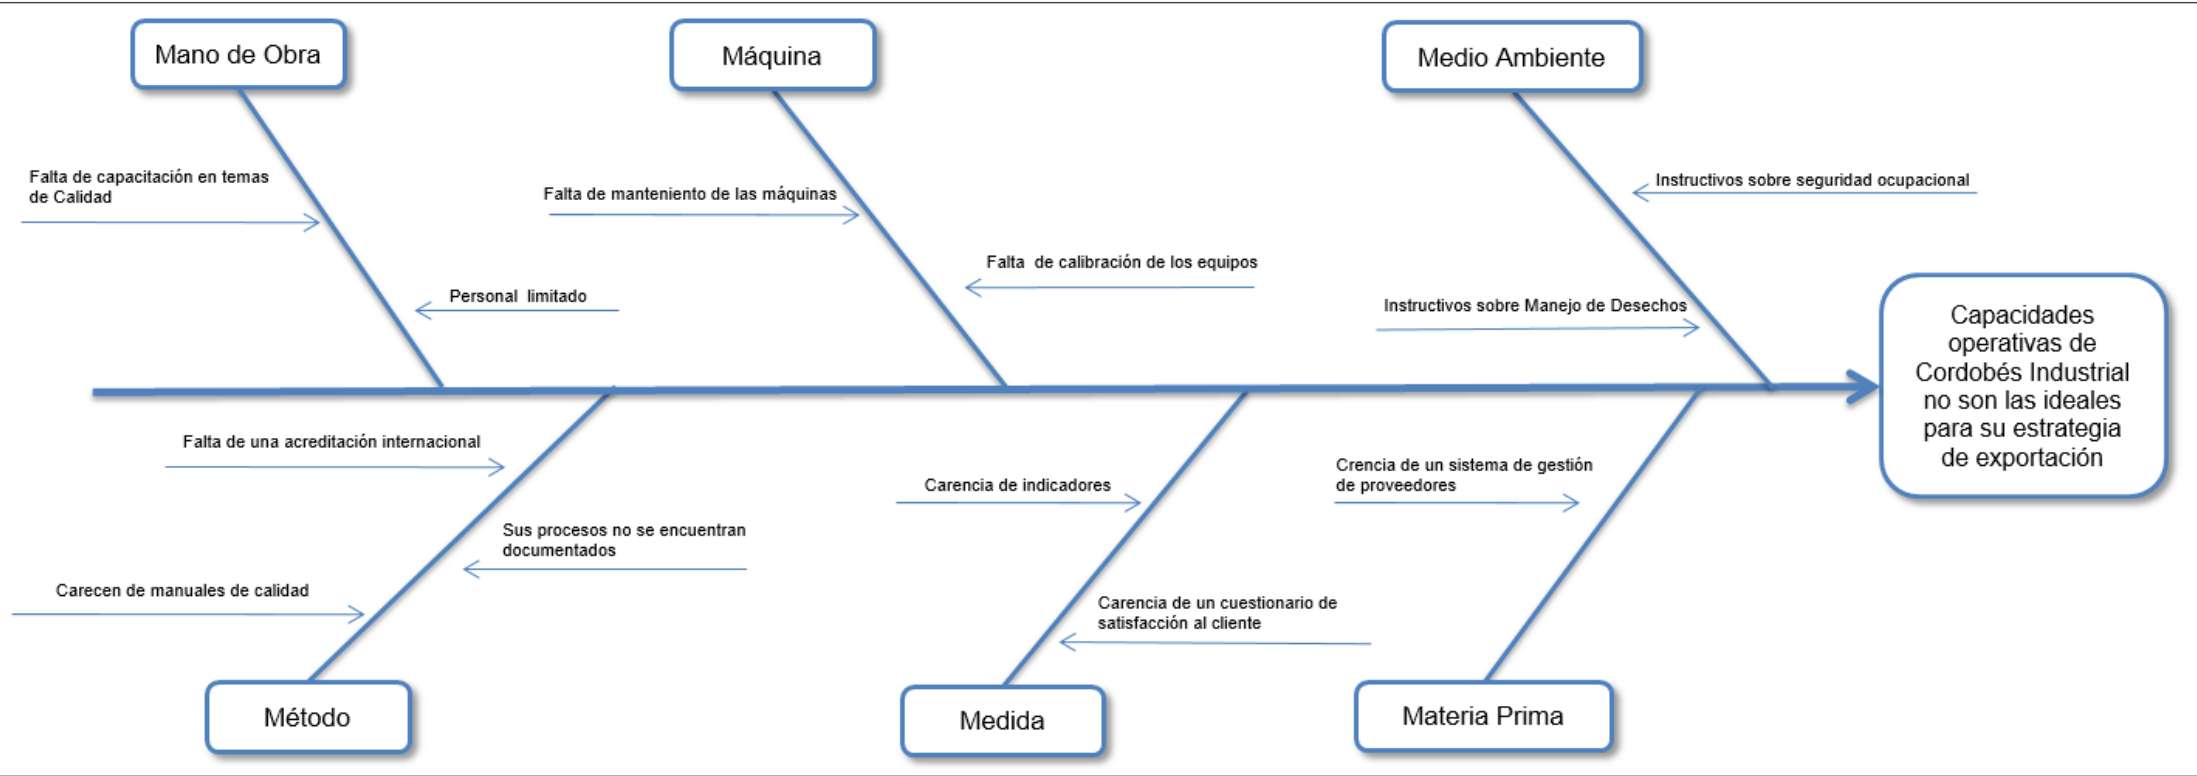 Mano de Obra
Máquina
Medio Ambiente
Falta de capacitación en temas
de Calidad
Falta de manteniento de las máquinas
Instructivos sobre seguridad ocupacional
Personal limitado
Falta de calibración de los equipos
Instructivos sobre Manejo de Desechos
Capacidades
operativas de
Cordobés Industrial
no son las ideales
para su estrategia
de exportación
Falta de una acreditación internacional
Sus procesos no se encuentran
documentados
Carecen de manuales de calidad
Carencia de indicadores
Carencia de un cuestionario de
satisfacción al cliente
Crencia de un sistema de gestión
de proveedores
Método
Medida
Materia Prima